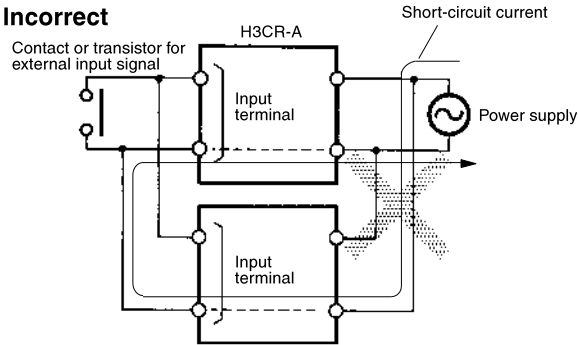 Incorrect
Short-circuit current
H3CR-A
Contact or transistor for
external input signal
Input
terminal
Power supply
Input
terminal